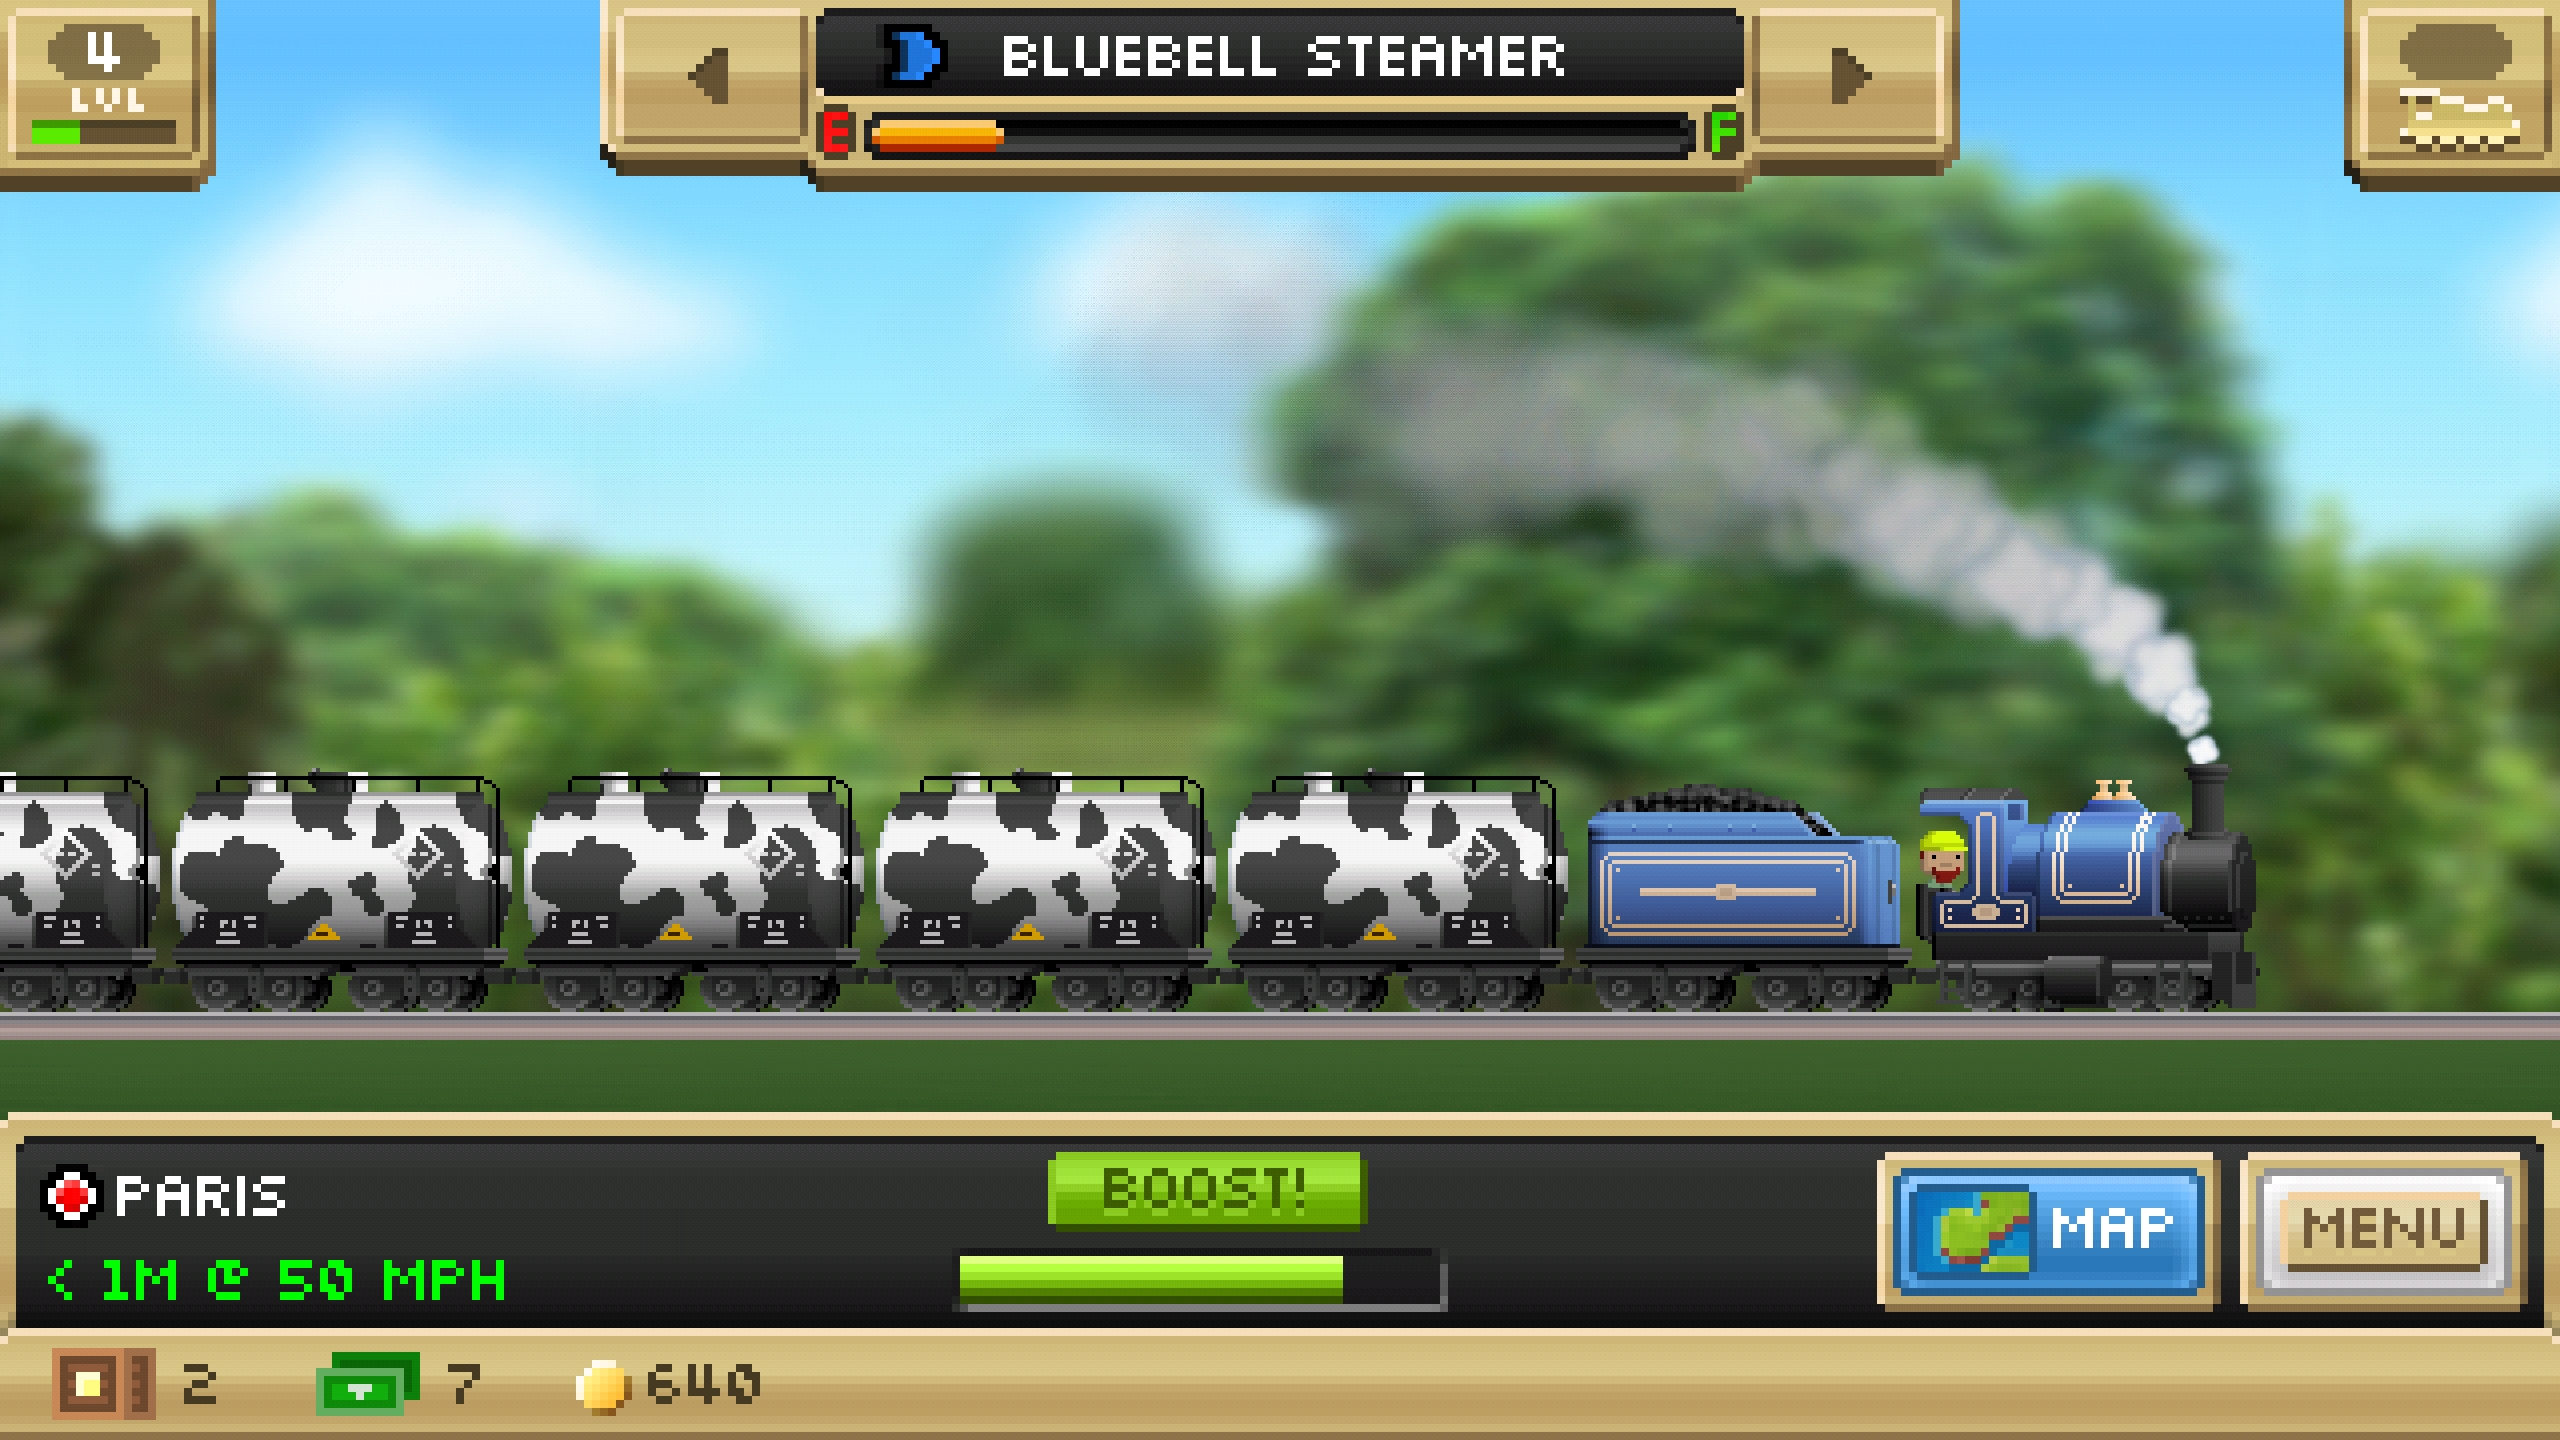 4
LVL
BLUEBELL STEAMER
E F
PARIS
BOOST!
< 1M @ 50 MPH
MAP
MENU
2 7 640